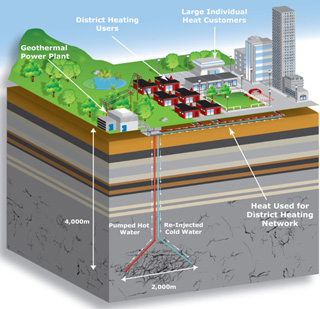 Large Individual
Heat Customers
District Heating
Users
Geothermal
Power Plant
4,000m
Heat Used for
District Heating
Network
Pumped Hot
Water
Re-Injected
Cold Water
2,000m